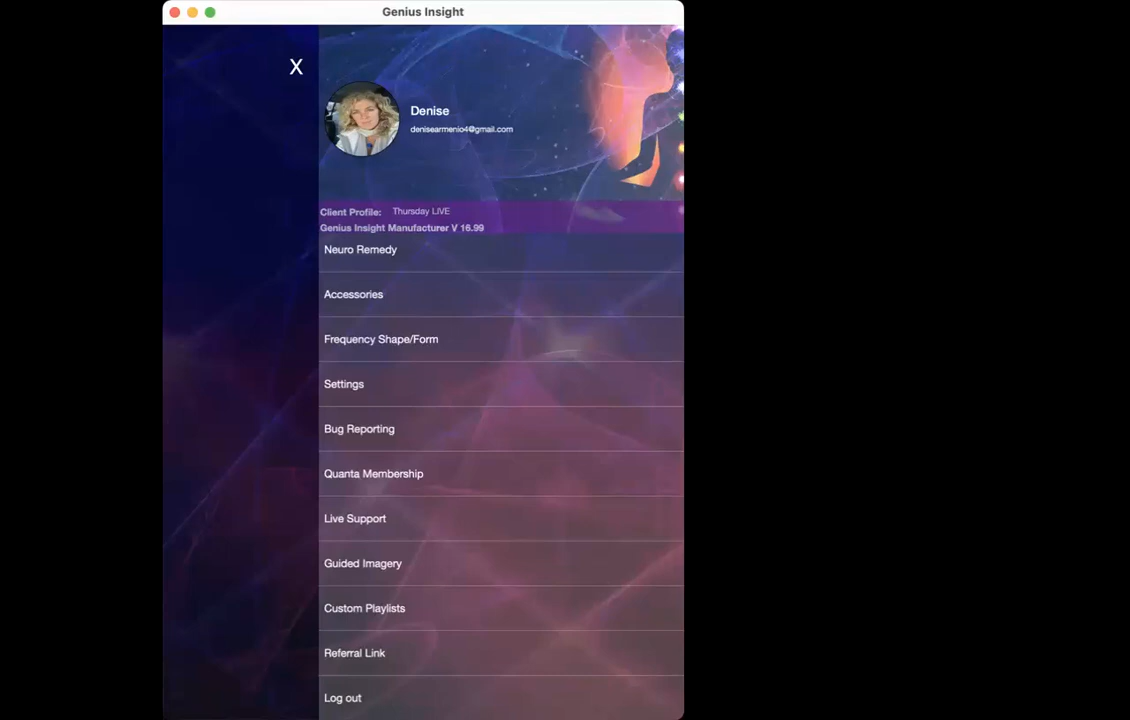 Genius Insight
X
Denise
denisearmenio4@gmail.com
Client Profile: Thursday LIVE
Genius Insight Manufacturer V 16.99
Neuro Remedy
Accessories
Frequency Shape/Form
Settings
Bug Reporting
Quanta Membership
Live Support
Guided Imagery
Custom Playlists
Referral Link
Log out